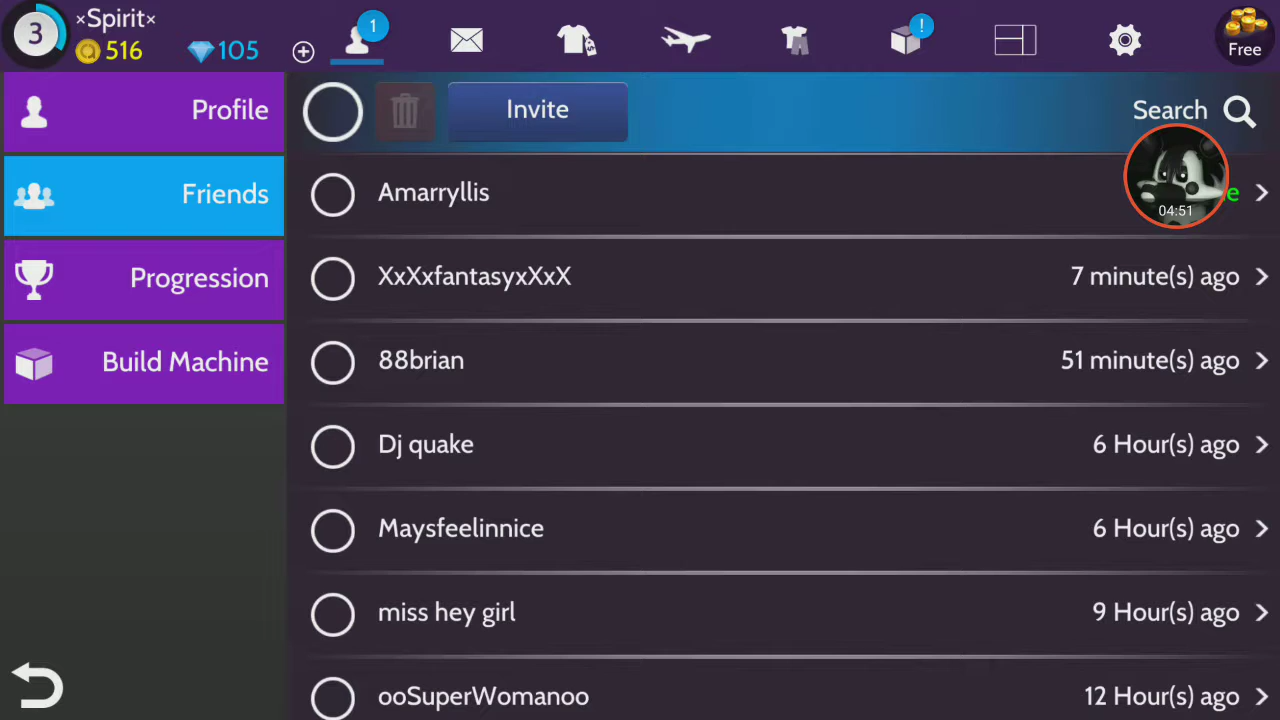 3
×Spirit×
516
105
1
!
Free
Profile
Friends
Progression
Build Machine
Invite
Search
04:51
Amarryllis
e
XxXxfantasyxXxX
7 minute(s) ago
88brian
51 minute(s) ago
Dj quake
6 Hour(s) ago
Maysfeelinnice
6 Hour(s) ago
miss hey girl
9 Hour(s) ago
ooSuperWomanoo
12 Hour(s) ago